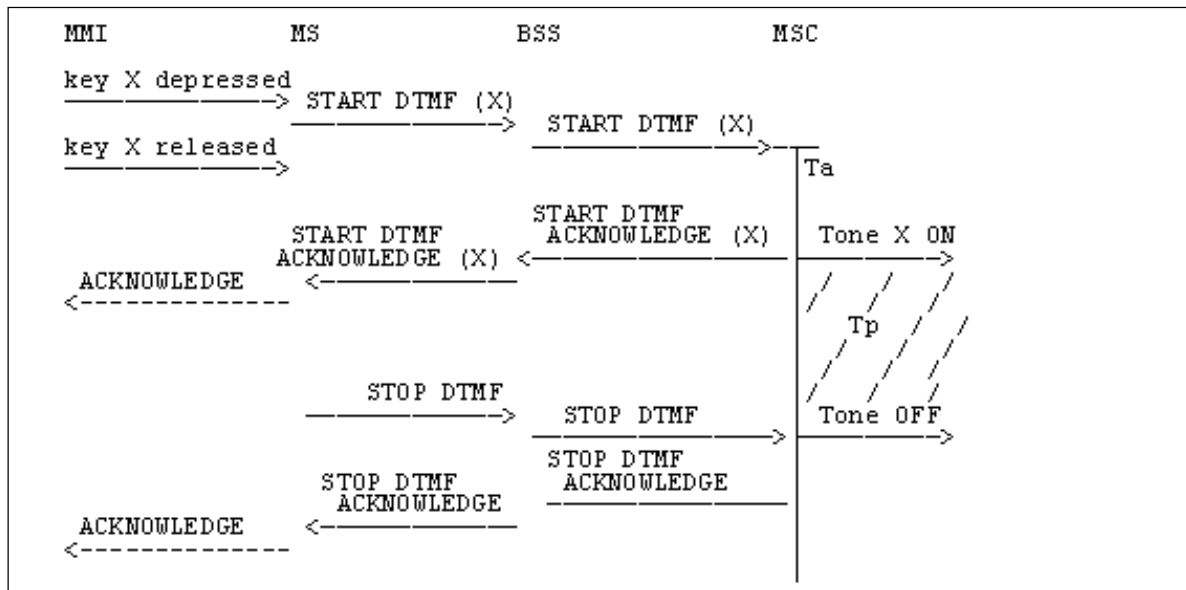 MMI MS BSS MSC
key X depressed
START DTMF (X)
START DTMF (X)
key X released
Ta
START DTMF
START DTMF ACKNOWLEDGE (X) Tone X ON
ACKNOWLEDGE (X)
ACKNOWLEDGE
Tp
STOP DTMF
STOP DTMF Tone OFF
STOP DTMF
STOP DTMF ACKNOWLEDGE
ACKNOWLEDGE
ACKNOWLEDGE